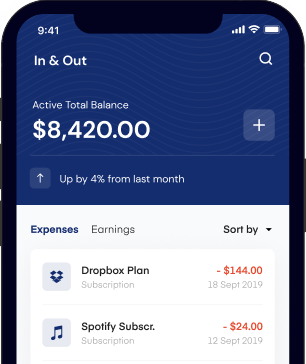 9:41
In & Out
Active Total Balance
$8,420.00
Up by 4% from last month
Expenses Earnings Sort by
Dropbox Plan - $144.00
Subscription 18 Sept 2019
Spotify Subscr. - $24.00
Subscription 12 Sept 2019